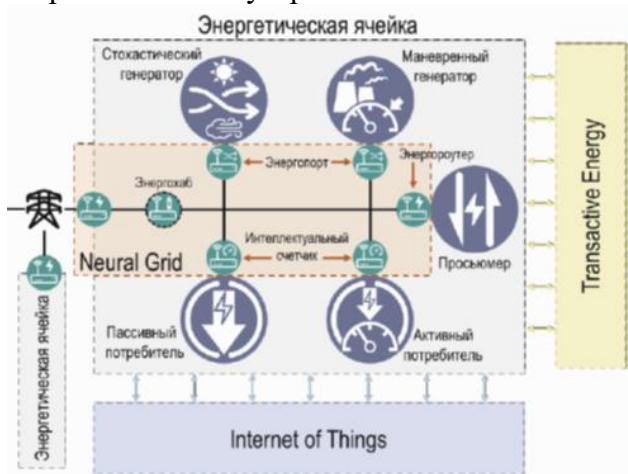 Энергетическая ячейка
Стохастический
генератор
Маневренный
генератор
Энергопорт
Энергороутер
Энергохаб
Интеллектуальный
счетчик
Просьюмер
Neural Grid
Пассивный
потребитель
Активный
потребитель
Энергетическая ячейка
Internet of Things
Transactive Energy